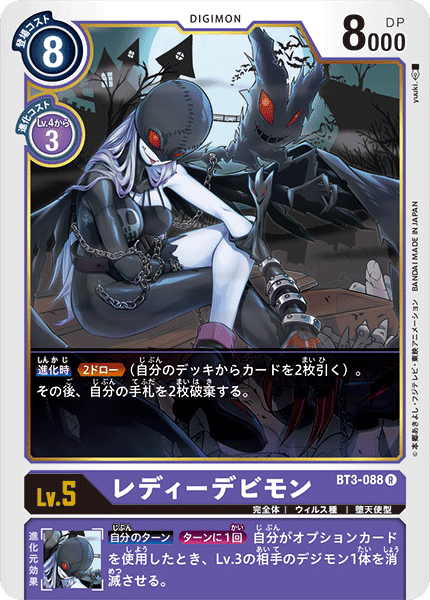 DIGIMON
登場コスト
8
DP
8000
進化コスト
Lv.4から
3
yuuki.
©本郷あきよし・フジテレビ・東映アニメーション BANDAI MADE IN JAPAN
進化時 2ドロー(自分のデッキからカードを2枚引く)。
その後、自分の手札を2枚破棄する。
BT3-088 R
Lv.5
レディーデビモン
完全体 | ウィルス種 | 堕天使型
進化元効果
自分のターン ターンに1回 自分がオプションカード
を使用したとき、Lv.3の相手のデジモン1体を消
滅させる。